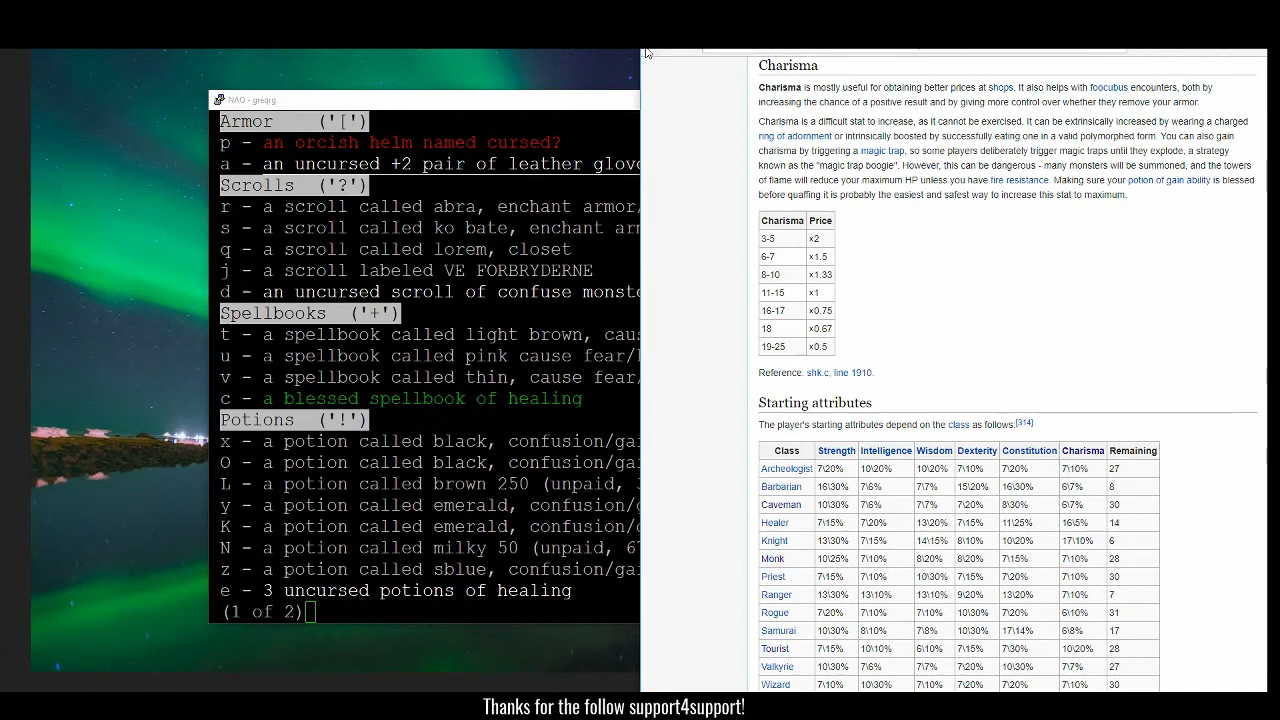 NAO - greqrg
Armor ('[')
p - an orcish helm named cursed?
a - an uncursed +2 pair of leather glove
Scrolls ('?')
r - a scroll called abra, enchant armor/
s - a scroll called ko bate, enchant arm
q - a scroll called lorem, closet
j - a scroll labeled VE FORBRYDERNE
d - an uncursed scroll of confuse monste
Spellbooks ('+')
t - a spellbook called light brown, caus
u - a spellbook called pink cause fear/
v - a spellbook called thin, cause fear/
c - a blessed spellbook of healing
Potions ('!')
x - a potion called black, confusion/gai
O - a potion called black, confusion/gai
L - a potion called brown 250 (unpaid,
y - a potion called emerald, confusion/g
K - a potion called emerald, confusion/g
N - a potion called milky 50 (unpaid, 6
z - a potion called sblue, confusion/gai
e - 3 uncursed potions of healing
(1 of 2)
Charisma
Charisma is mostly useful for obtaining better prices at shops. It also helps with foocubus encounters, both by
increasing the chance of a positive result and by giving more control over whether they remove your armor.
Charisma is a difficult stat to increase, as it cannot be exercised. It can be extrinsically increased by wearing a charged
ring of adornment or intrinsically boosted by successfully eating one in a valid polymorphed form. You can also gain
charisma by triggering a magic trap, so some players deliberately trigger magic traps until they explode, a strategy
known as the "magic trap boogie". However, this can be dangerous - many monsters will be summoned, and the towers
of flame will reduce your maximum HP unless you have fire resistance. Making sure your potion of gain ability is blessed
before quaffing it is probably the easiest and safest way to increase this stat to maximum.
Charisma Price
3-5 ×2
6-7 ×1.5
8-10 ×1.33
11-15 ×1
16-17 ×0.75
18 ×0.67
19-25 ×0.5
Reference: shk.c, line 1910.
Starting attributes
The player's starting attributes depend on the class as follows:[314]
Class Strength Intelligence Wisdom Dexterity Constitution Charisma Remaining
Archeologist 7\20% 10\20% 10\20% 7\10% 7\20% 7\10% 27
Barbarian 16\30% 7\6% 7\7% 15\20% 16\30% 6\7% 8
Caveman 10\30% 7\6% 7\7% 7\20% 8\30% 6\7% 30
Healer 7\15% 7\20% 13\20% 7\15% 11\25% 16\5% 14
Knight 13\30% 7\15% 14\15% 8\10% 10\20% 17\10% 6
Monk 10\25% 7\10% 8\20% 8\20% 7\15% 7\10% 28
Priest 7\15% 7\10% 10\30% 7\15% 7\20% 7\10% 30
Ranger 13\30% 13\10% 13\10% 9\20% 13\20% 7\10% 7
Rogue 7\20% 7\10% 7\10% 10\30% 7\20% 6\10% 31
Samurai 10\30% 8\10% 7\8% 10\30% 17\14% 6\8% 17
Tourist 7\15% 10\10% 6\10% 7\15% 7\30% 10\20% 28
Valkyrie 10\30% 7\6% 7\7% 7\20% 10\30% 7\7% 27
Wizard 7\10% 10\30% 7\10% 7\20% 7\20% 7\10% 30
Thanks for the follow support4support!